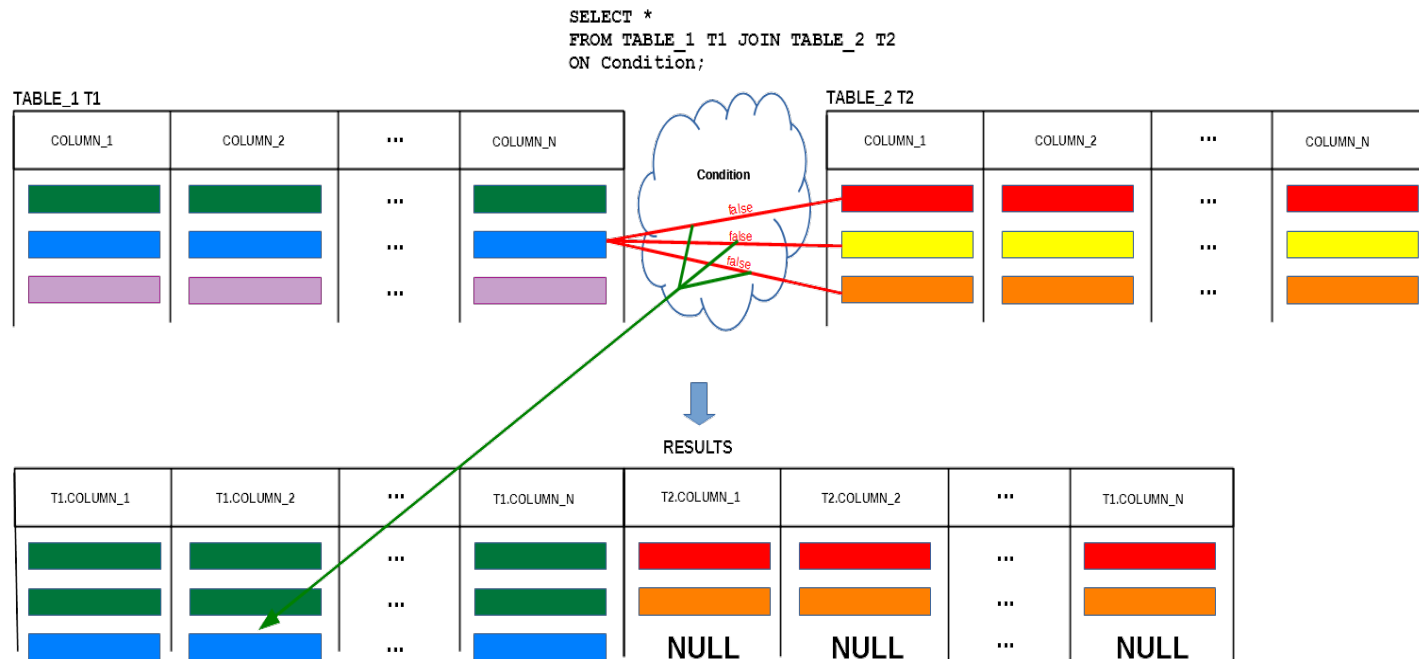 SELECT *
FROM TABLE_1 T1 JOIN TABLE_2 T2
ON Condition;
TABLE_1 T1
COLUMN_1 COLUMN_2 ... COLUMN_N
...
...
...
Condition
false
false
false
TABLE_2 T2
COLUMN_1 COLUMN_2 ... COLUMN_N
...
...
...
RESULTS
T1.COLUMN_1 T1.COLUMN_2 ... T1.COLUMN_N T2.COLUMN_1 T2.COLUMN_2 ... T1.COLUMN_N
... ...
... ...
... NULL NULL ... NULL